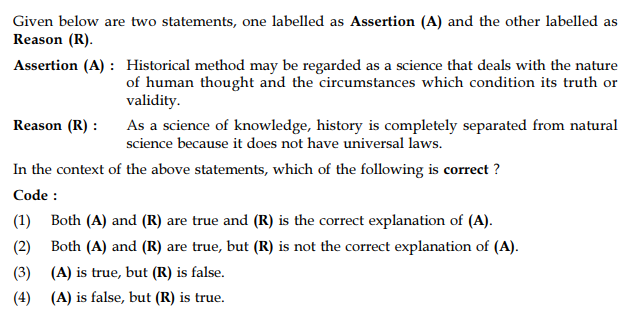 Given below are two statements, one labelled as Assertion (A) and the other labelled as
Reason (R).
Assertion (A) : Historical method may be regarded as a science that deals with the nature
of human thought and the circumstances which condition its truth or
validity.
Reason (R) : As a science of knowledge, history is completely separated from natural
science because it does not have universal laws.
In the context of the above statements, which of the following is correct ?
Code :
(1) Both (A) and (R) are true and (R) is the correct explanation of (A).
(2) Both (A) and (R) are true, but (R) is not the correct explanation of (A).
(3) (A) is true, but (R) is false.
(4) (A) is false, but (R) is true.